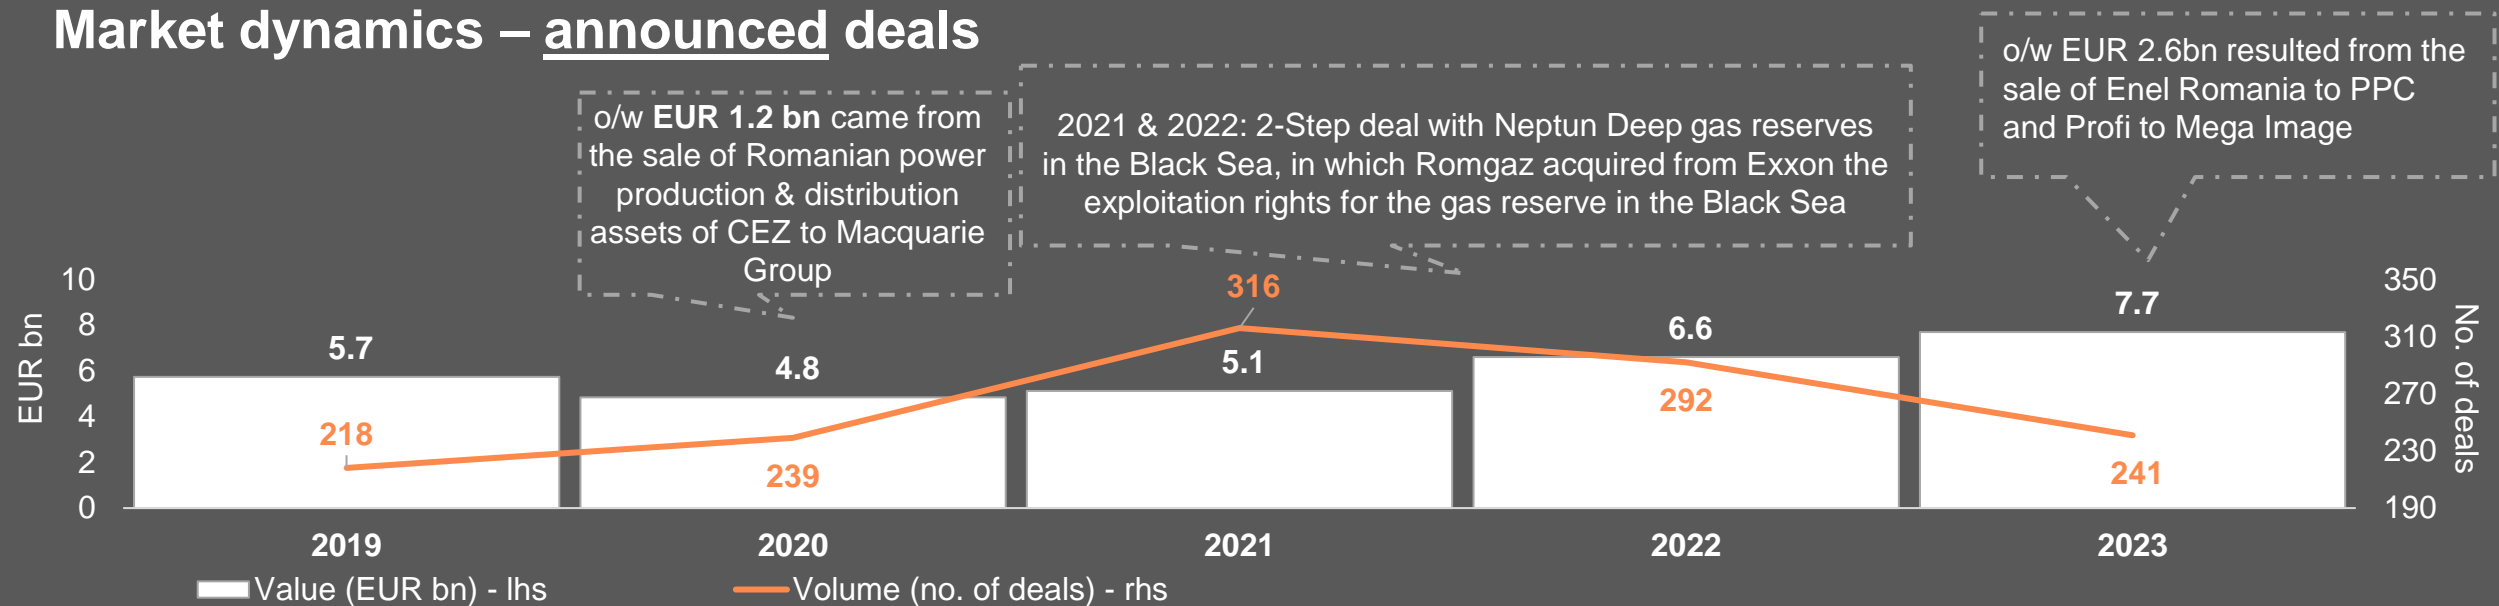 Market dynamics – announced deals
o/w EUR 1.2 bn came from
the sale of Romanian power
production & distribution
assets of CEZ to Macquarie
Group
2021 & 2022: 2-Step deal with Neptun Deep gas reserves
in the Black Sea, in which Romgaz acquired from Exxon the
exploitation rights for the gas reserve in the Black Sea
o/w EUR 2.6bn resulted from the
sale of Enel Romania to PPC
and Profi to Mega Image
EUR bn
10
8
6
4
2
0
5.7
4.8
5.1
6.6
7.7
218
239
316
292
241
350
310
270
230
190
No. of deals
2019
2020
2021
2022
2023
Value (EUR bn) - lhs
Volume (no. of deals) - rhs